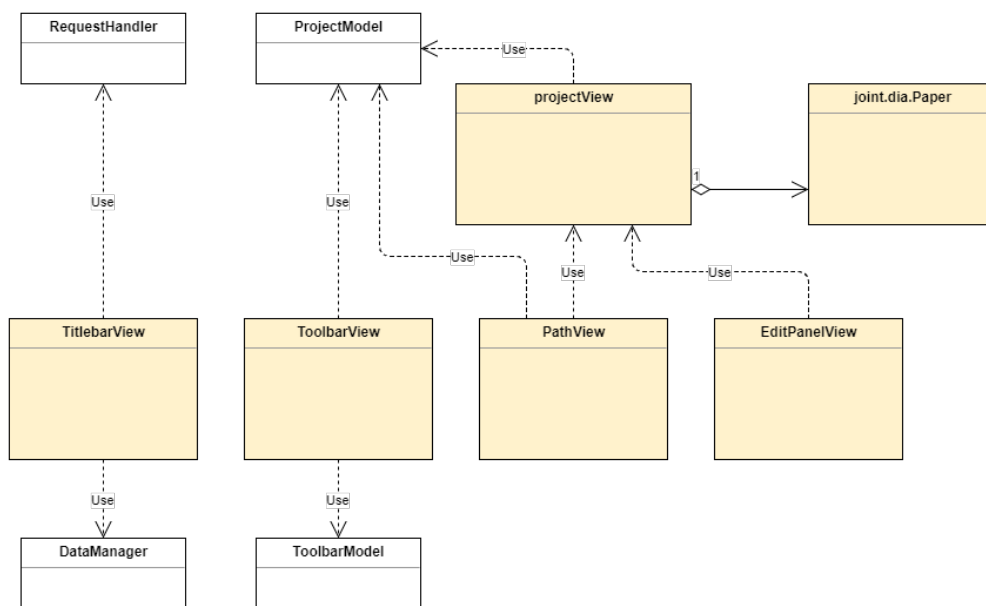 RequestHandler
ProjectModel
Use
projectView
joint.dia.Paper
1
Use
Use
Use
Use
Use
TitlebarView
ToolbarView
PathView
EditPanelView
Use
Use
DataManager
ToolbarModel